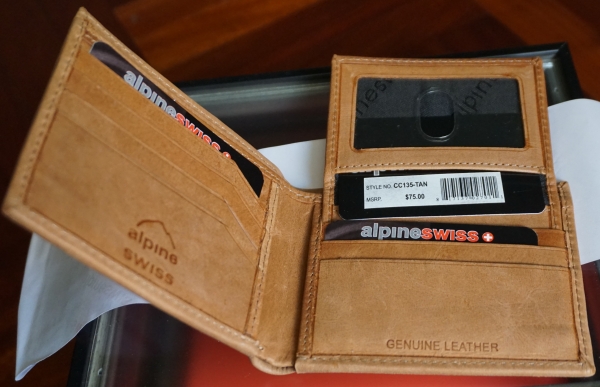 alpineswiss
alpine
swiss
STYLE NO. CC135-TAN
MSRP. $75.00
alpineswiss
GENUINE LEATHER